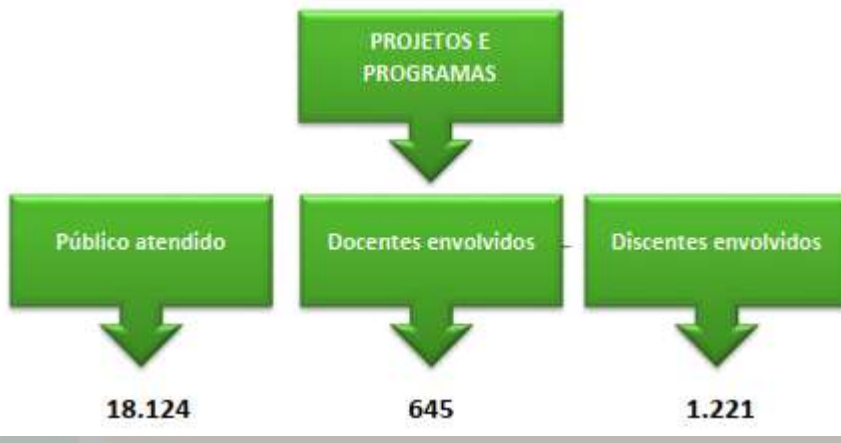 PROJETOS E
PROGRAMAS
Público atendido
Docentes envolvidos
Discentes envolvidos
18.124
645
1.221